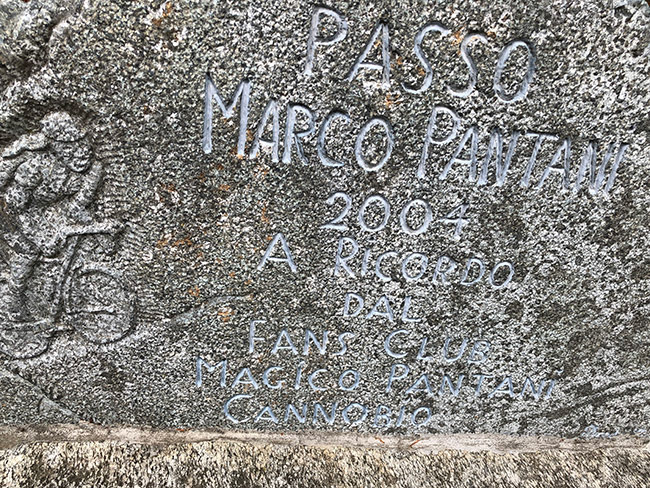 PASSO
MARCO PANTANI
2004
A RICORDO
DAL
FANS CLUB
MAGICO PANTANI
CANNOBIO